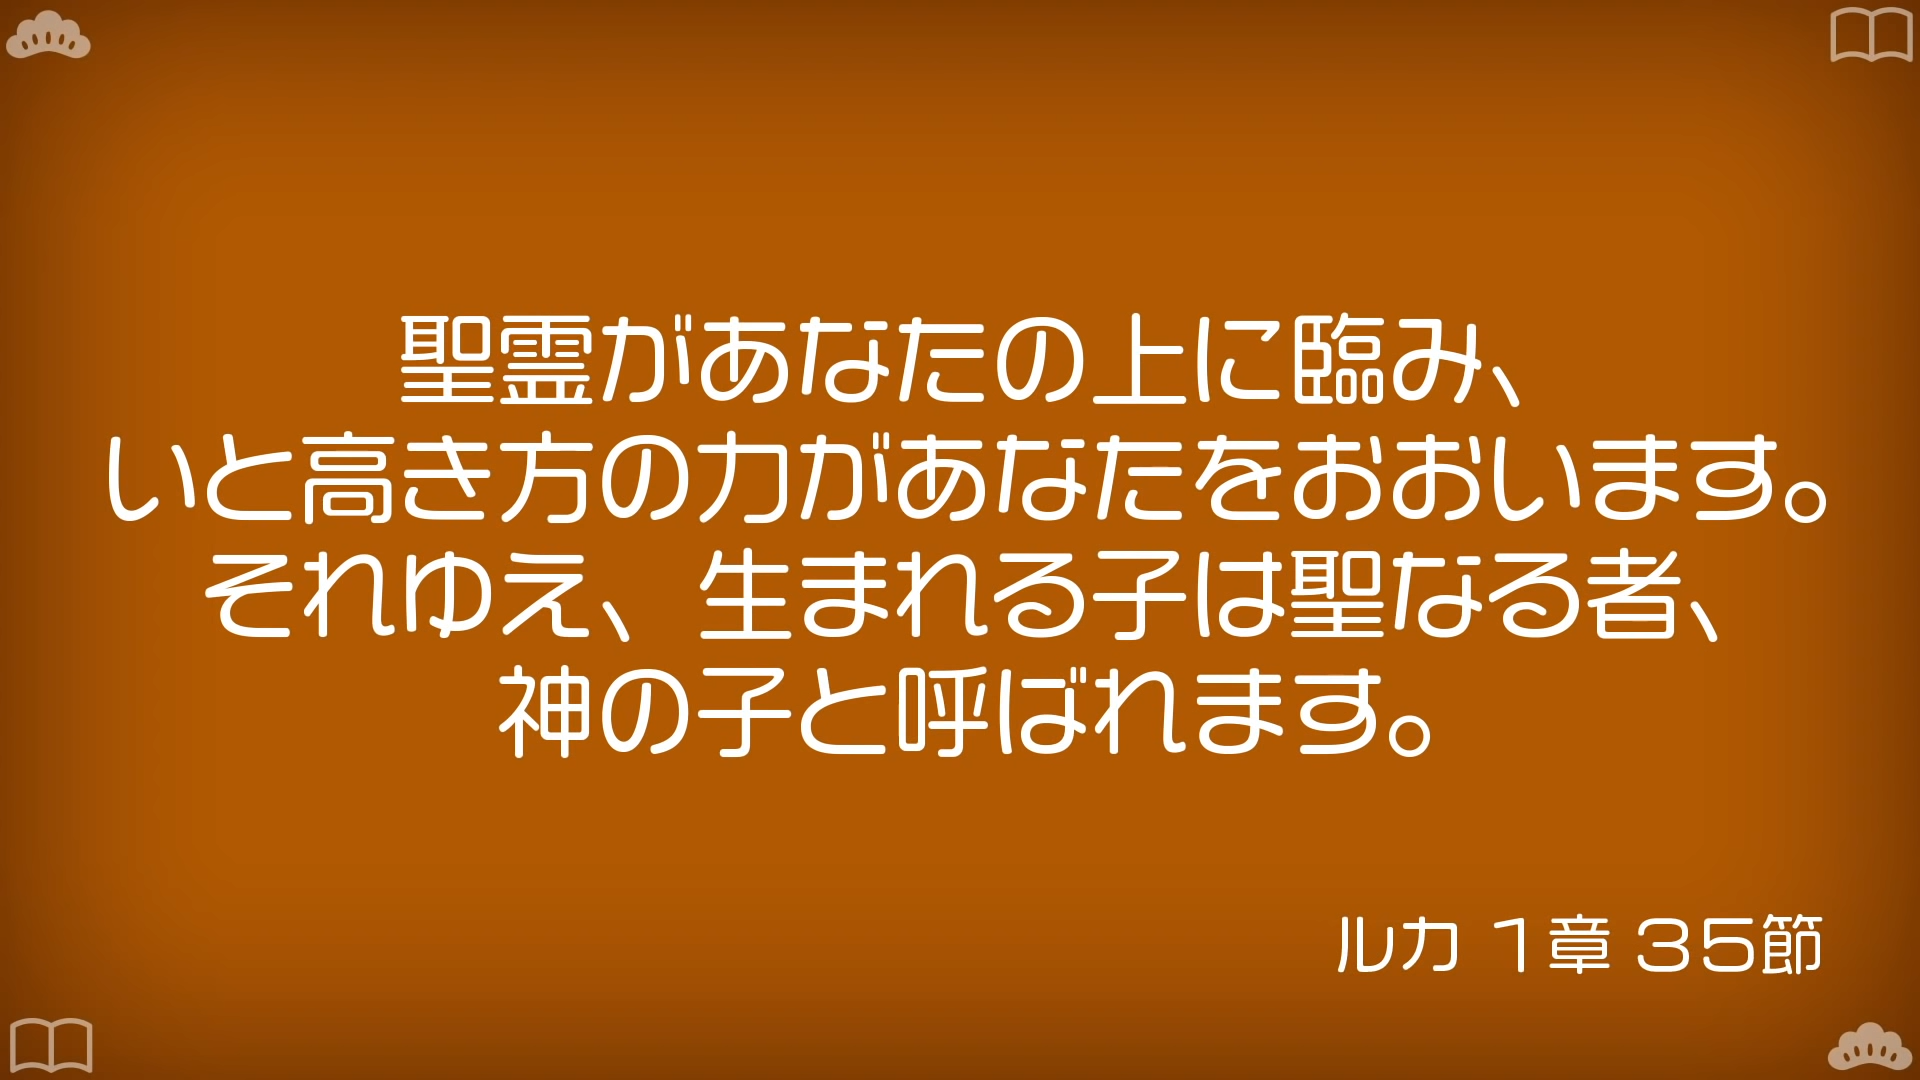 聖霊があなたの上に臨み、
いと高き方の力があなたをおおいます。
それゆえ、生まれる子は聖なる者、
神の子と呼ばれます。
ルカ １章 ３５節